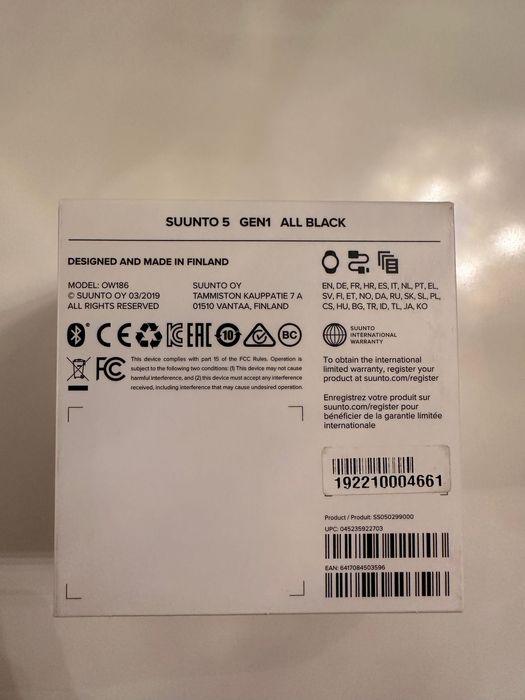 SUUNTO 5 GEN1 ALL BLACK
DESIGNED AND MADE IN FINLAND
MODEL: OW186
© SUUNTO OY 03/2019
ALL RIGHTS RESERVED
SUUNTO OY
TAMMISTON KAUPPATIE 7 A
01510 VANTAA, FINLAND
EN, DE, FR, HR, ES, IT, NL, PT, EL,
SV, FI, ET, NO, DA, RU, SK, SL, PL,
CS, HU, BG, TR, ID, TL, JA, KO
CE EAC 10 BC
FC
This device complies with part 15 of the FCC Rules. Operation is
subject to the following two conditions: (1) This device may not cause
harmful interference, and (2) this device must accept any interference
received, including interference that may cause undesired operation.
SUUNTO
INTERNATIONAL
WARRANTY
To obtain the international
limited warranty, register your
product at suunto.com/register
Enregistrez votre produit sur
suunto.com/register pour
bénéficier de la garantie limitée
internationale
192210004661
Product / Produit: SS050299000
UPC: 045235922703
EAN: 6417084503596